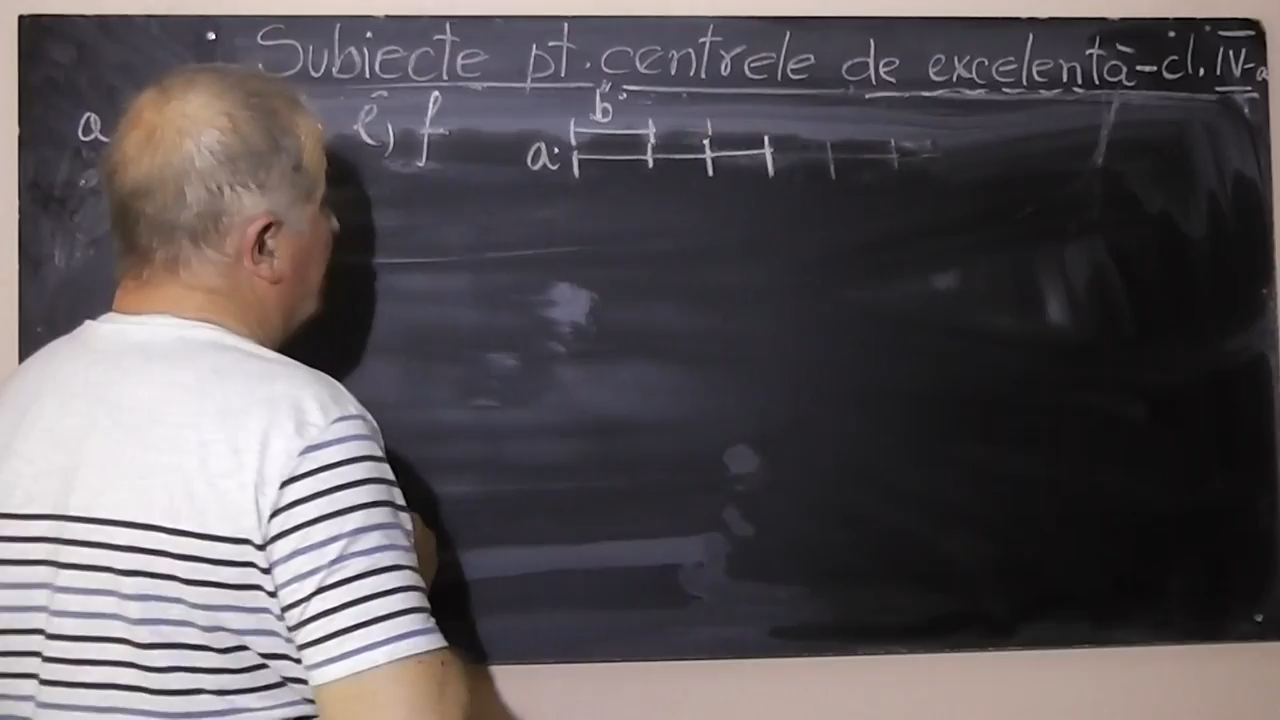 Subiecte pt. centrele de excelență - cl. IV-a
a e, f b
a: